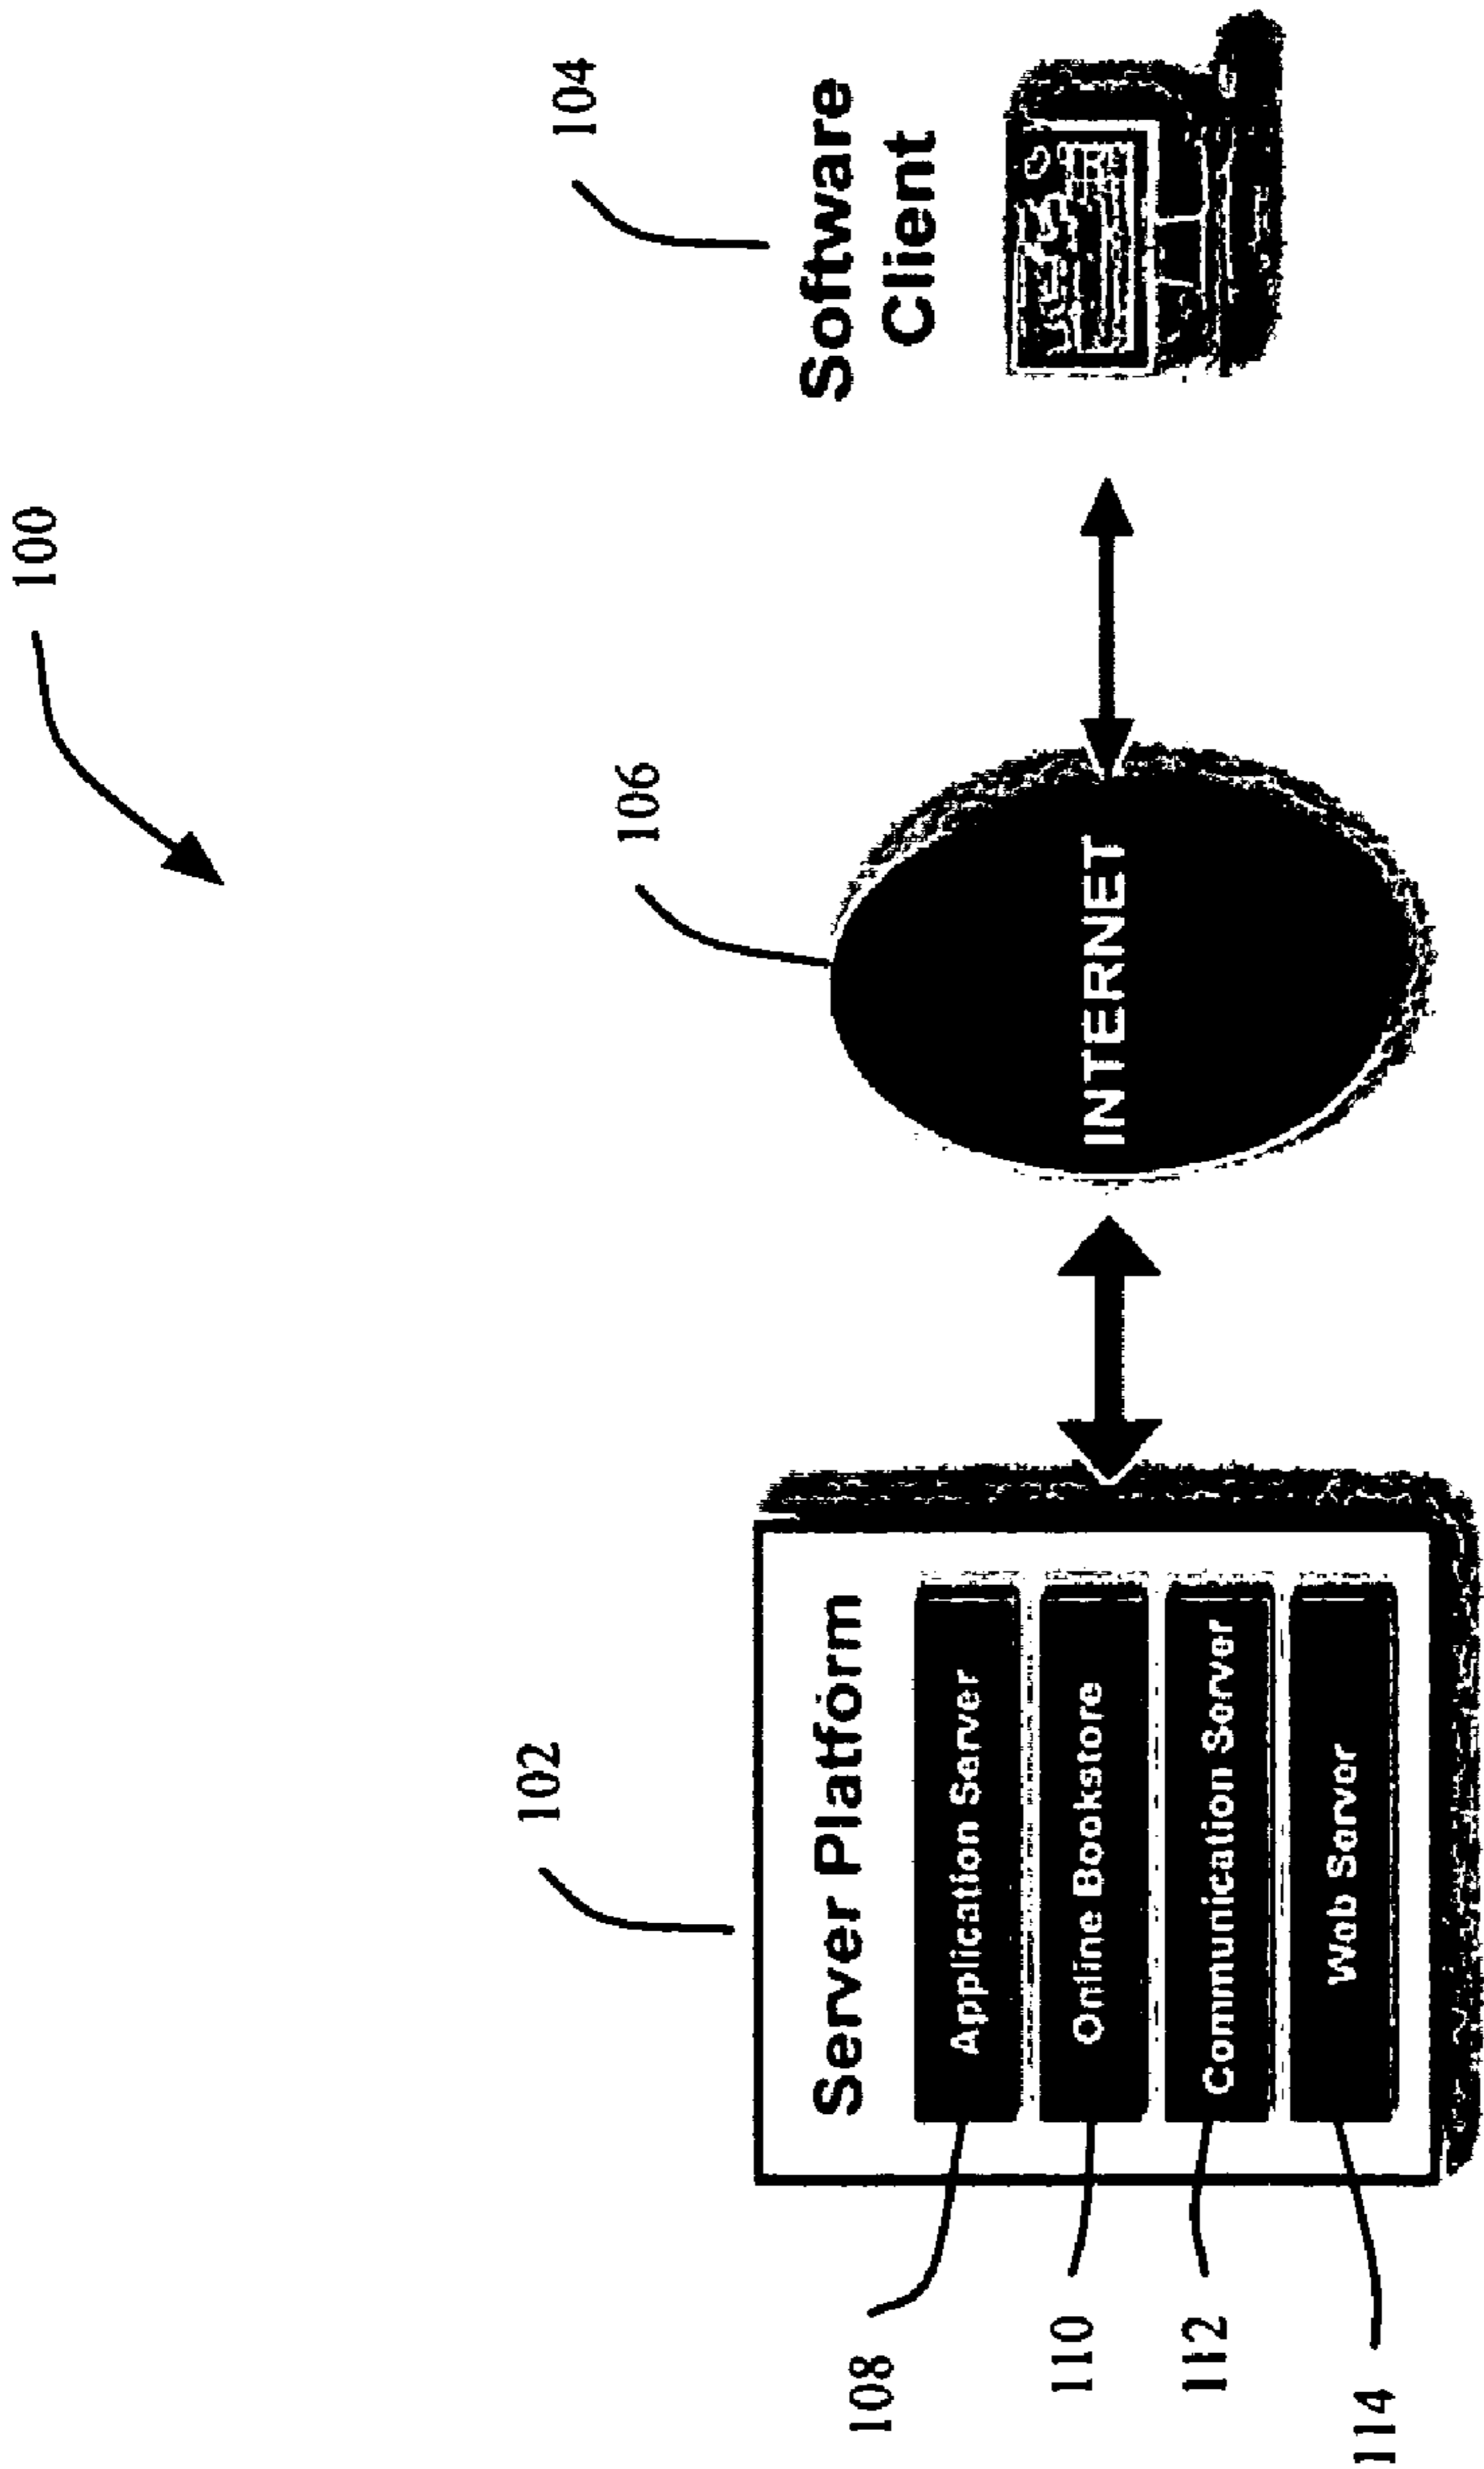 100
102
Server Platform
Application Server
Online Bookstore
Communication Server
Web Server
108
110
112
114
106
INTERNET
104
Software
Client